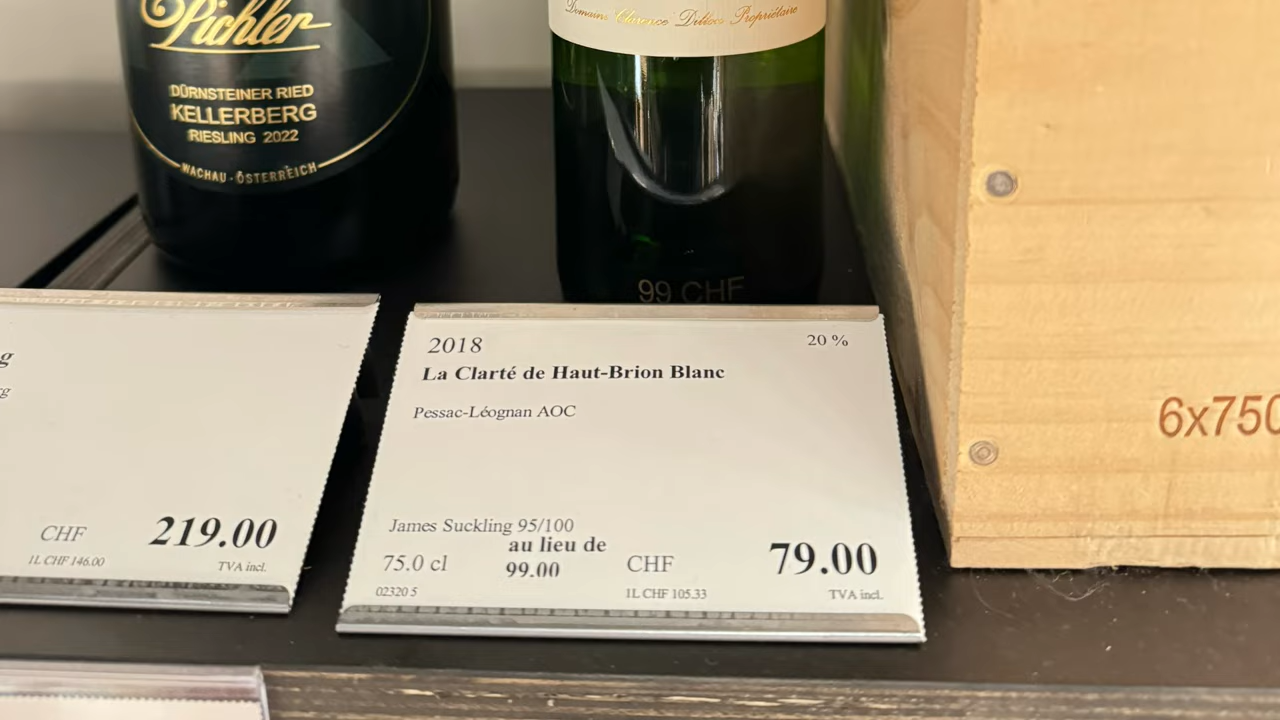 Pichler
DÜRNSTEINER RIED
KELLERBERG
RIESLING 2022
WACHAU - ÖSTERREICH
Domaine Clarence Dillon Propriétaire
99 CHF
6x750
g
rg
CHF 219.00
1L CHF 146.00 TVA incl.
2018 20 %
La Clarté de Haut-Brion Blanc
Pessac-Léognan AOC
James Suckling 95/100
au lieu de
75.0 cl 99.00 CHF 79.00
02320 5 1L CHF 105.33 TVA incl.